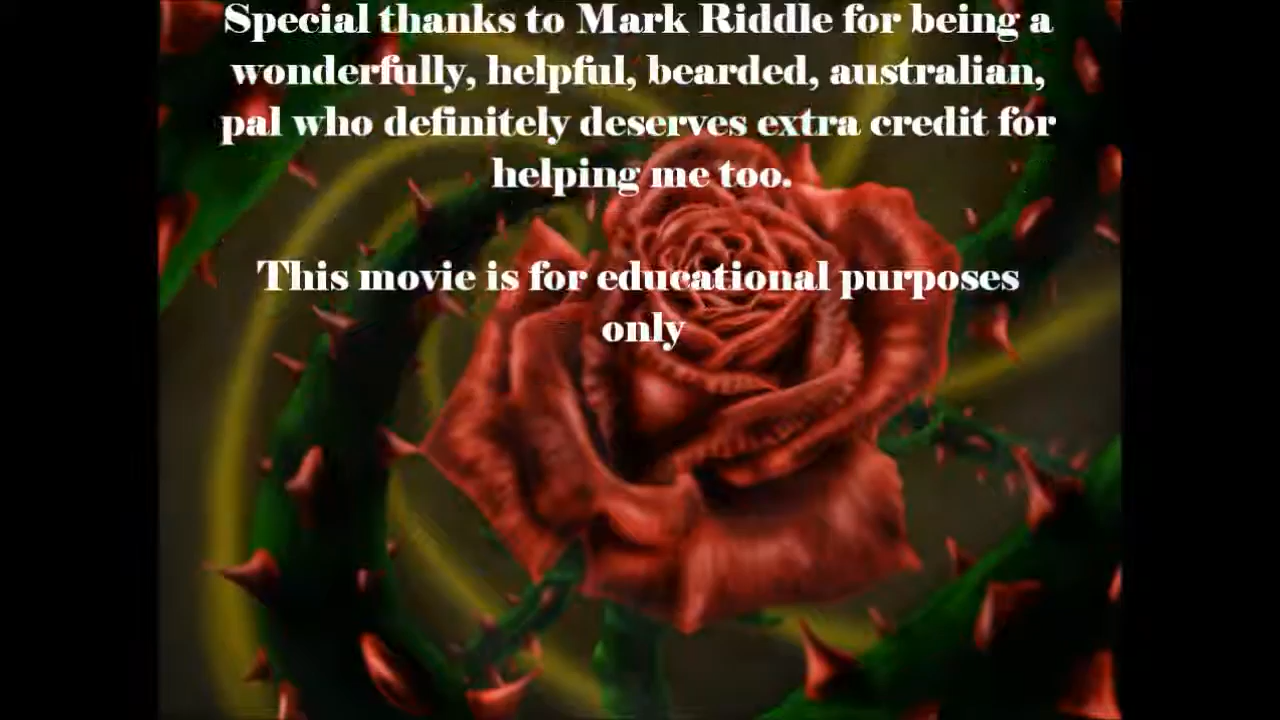 Special thanks to Mark Riddle for being a
wonderfully, helpful, bearded, australian,
pal who definitely deserves extra credit for
helping me too.
This movie is for educational purposes
only